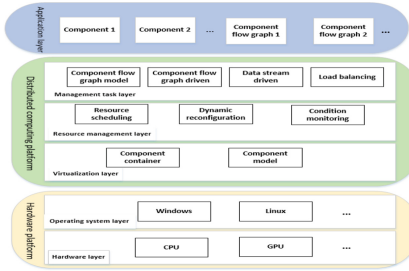 Application layer
Component 1
Component 2
...
Component
flow graph 1
Component
flow graph 2
...
Distributed computing platform
Component flow
graph model
Component flow
graph driven
Data stream
driven
Load balancing
Management task layer
Resource
scheduling
Dynamic
reconfiguration
Condition
monitoring
Resource management layer
Component
container
Component
model
Virtualization layer
Hardware platform
Windows
Linux
...
Operating system layer
CPU
GPU
...
Hardware layer